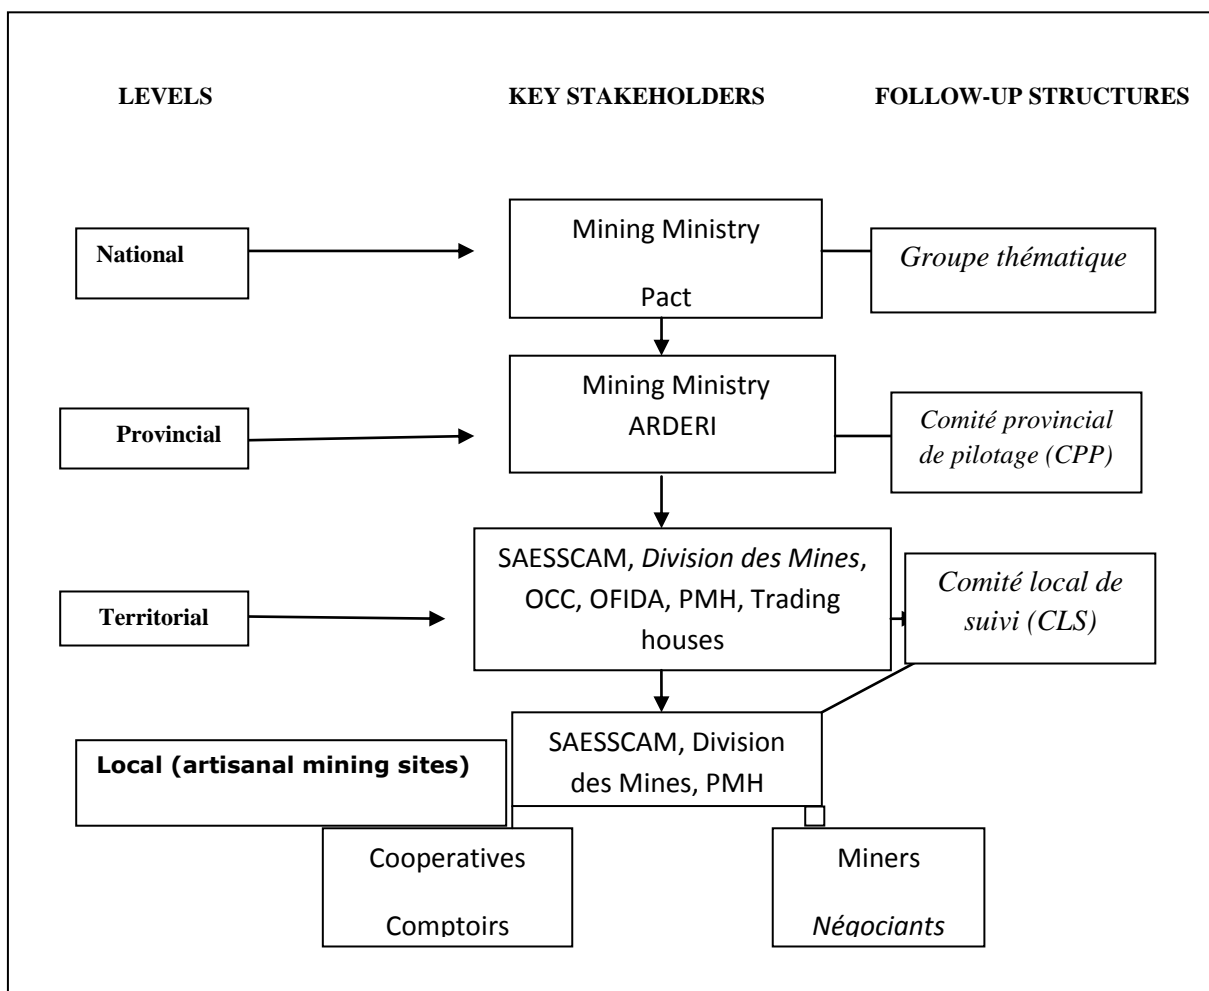 LEVELS
KEY STAKEHOLDERS
FOLLOW-UP STRUCTURES
National
Mining Ministry
Pact
Groupe thématique
Provincial
Mining Ministry
ARDERI
Comité provincial
de pilotage (CPP)
Territorial
SAESSCAM, Division des Mines,
OCC, OFIDA, PMH, Trading
houses
Comité local de
suivi (CLS)
Local (artisanal mining sites)
SAESSCAM, Division
des Mines, PMH
Cooperatives
Comptoirs
Miners
Négociants